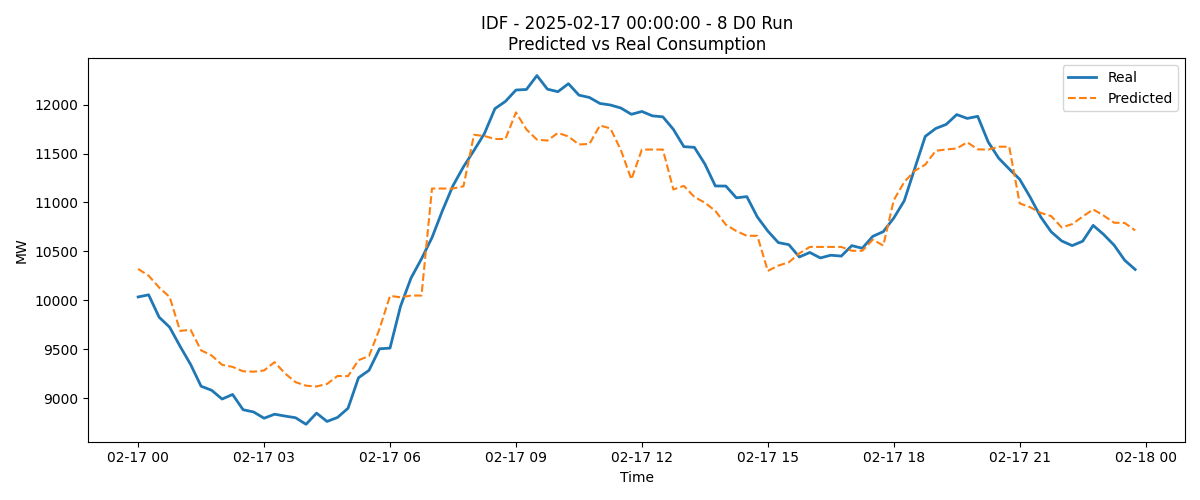 IDF - 2025-02-17 00:00:00 - 8 D0 Run
Predicted vs Real Consumption
Real
Predicted
12000
11500
11000
10500
10000
9500
9000
MW
02-17 00
02-17 03
02-17 06
02-17 09
02-17 12
02-17 15
02-17 18
02-17 21
02-18 00
Time